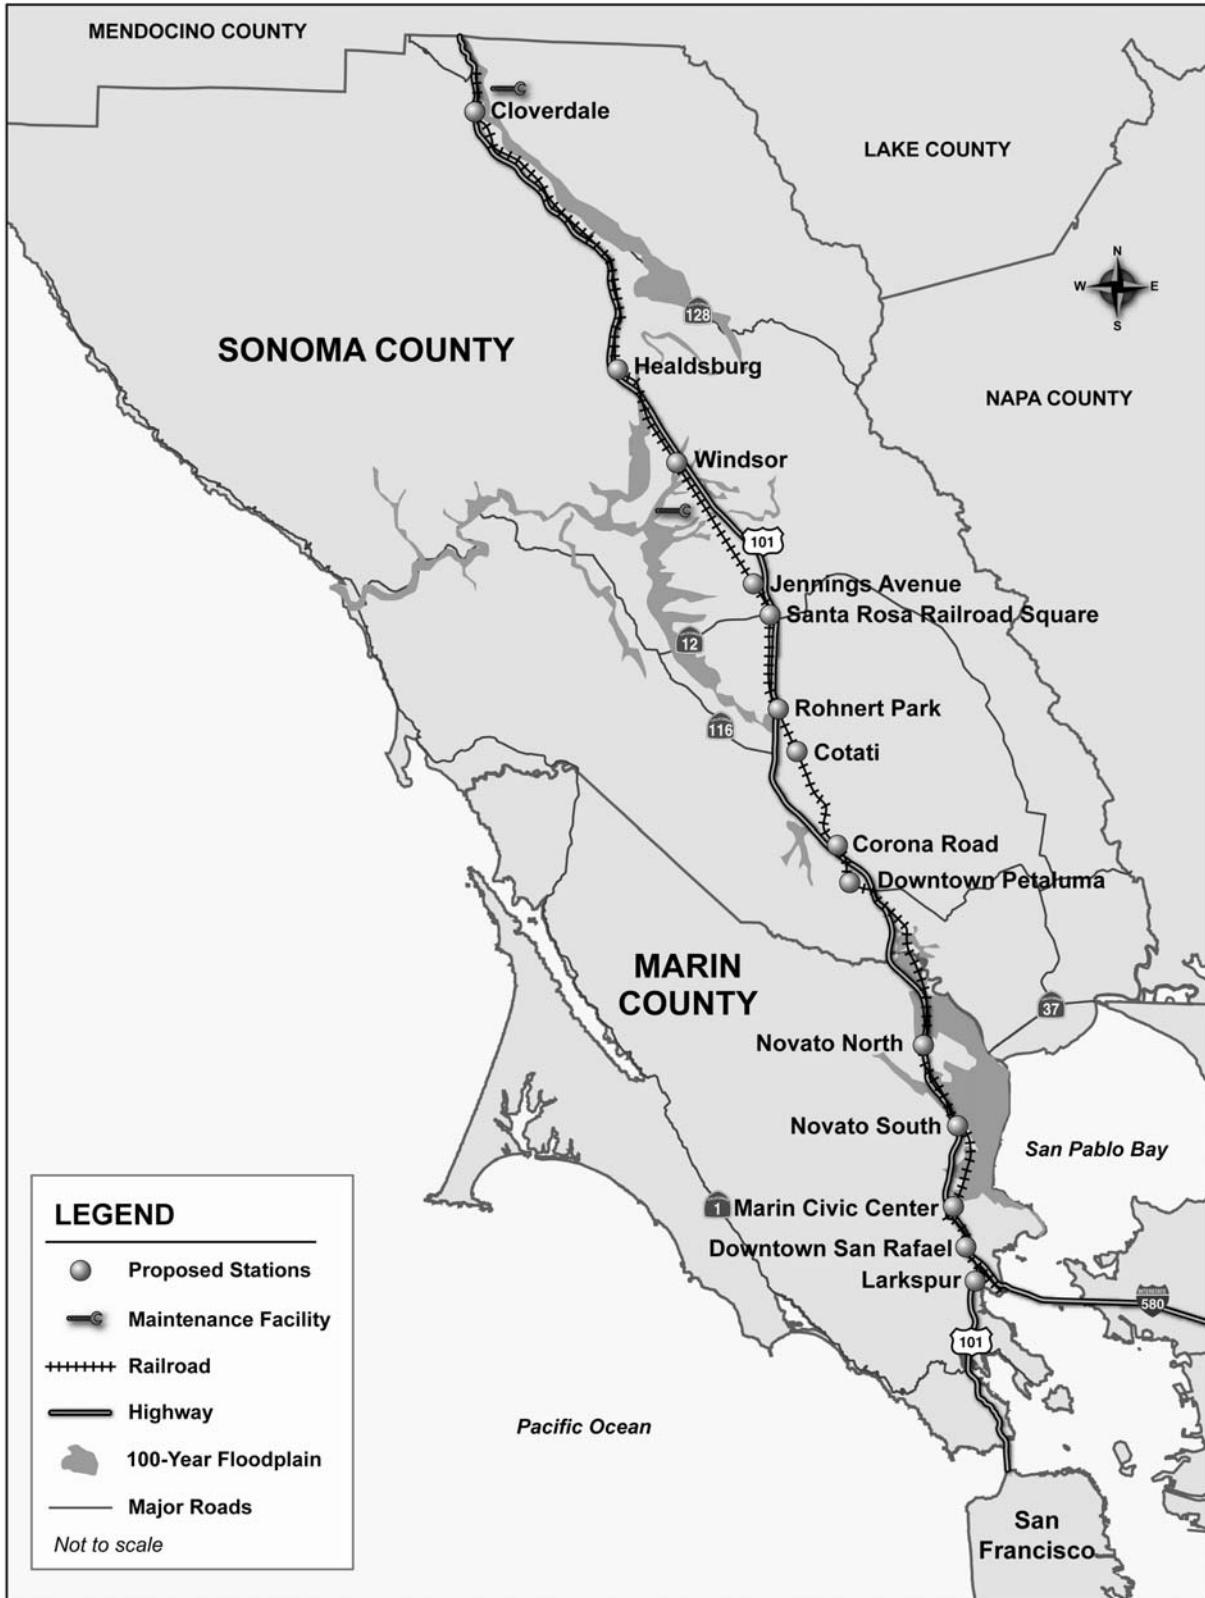 MENDOCINO COUNTY
Cloverdale
LAKE COUNTY
N
W
E
S
128
SONOMA COUNTY
Healdsburg
NAPA COUNTY
Windsor
101
Jennings Avenue
Santa Rosa Railroad Square
12
Rohnert Park
116
Cotati
Corona Road
Downtown Petaluma
MARIN
COUNTY
37
Novato North
Novato South
San Pablo Bay
1
Marin Civic Center
Downtown San Rafael
Larkspur
INTERSTATE
580
101
Pacific Ocean
San
Francisco
LEGEND
Proposed Stations
Maintenance Facility
Railroad
Highway
100-Year Floodplain
Major Roads
Not to scale